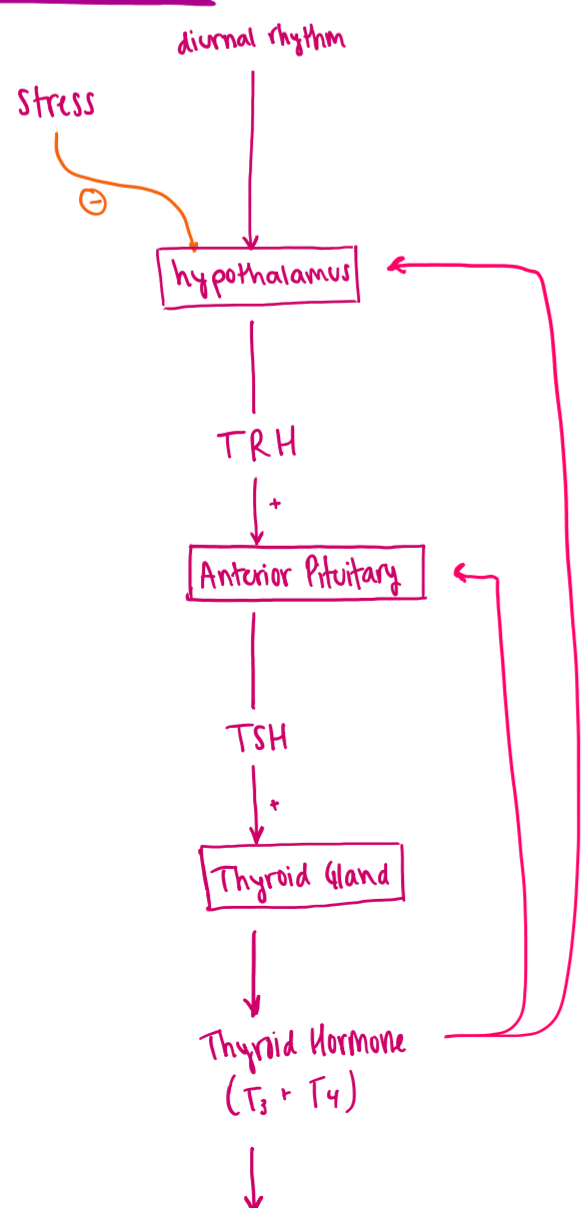 diurnal rhythm
Stress
-
hypothalamus
TRH
+
Anterior Pituitary
TSH
+
Thyroid Gland
Thyroid Hormone
(T₃ + T₄)